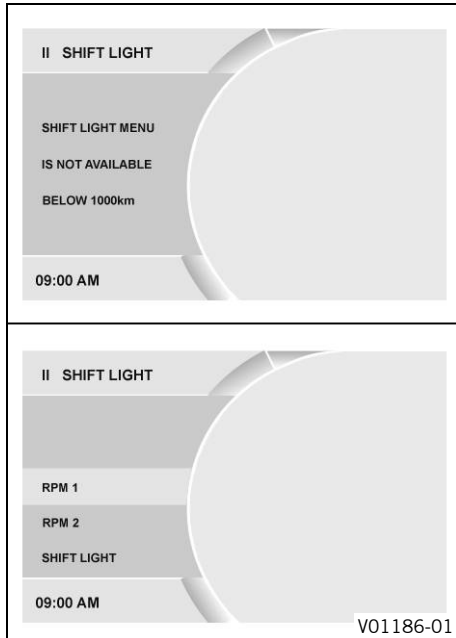 II SHIFT LIGHT
SHIFT LIGHT MENU
IS NOT AVAILABLE
BELOW 1000km
09:00 AM
II SHIFT LIGHT
RPM 1
RPM 2
SHIFT LIGHT
09:00 AM
V01186-01